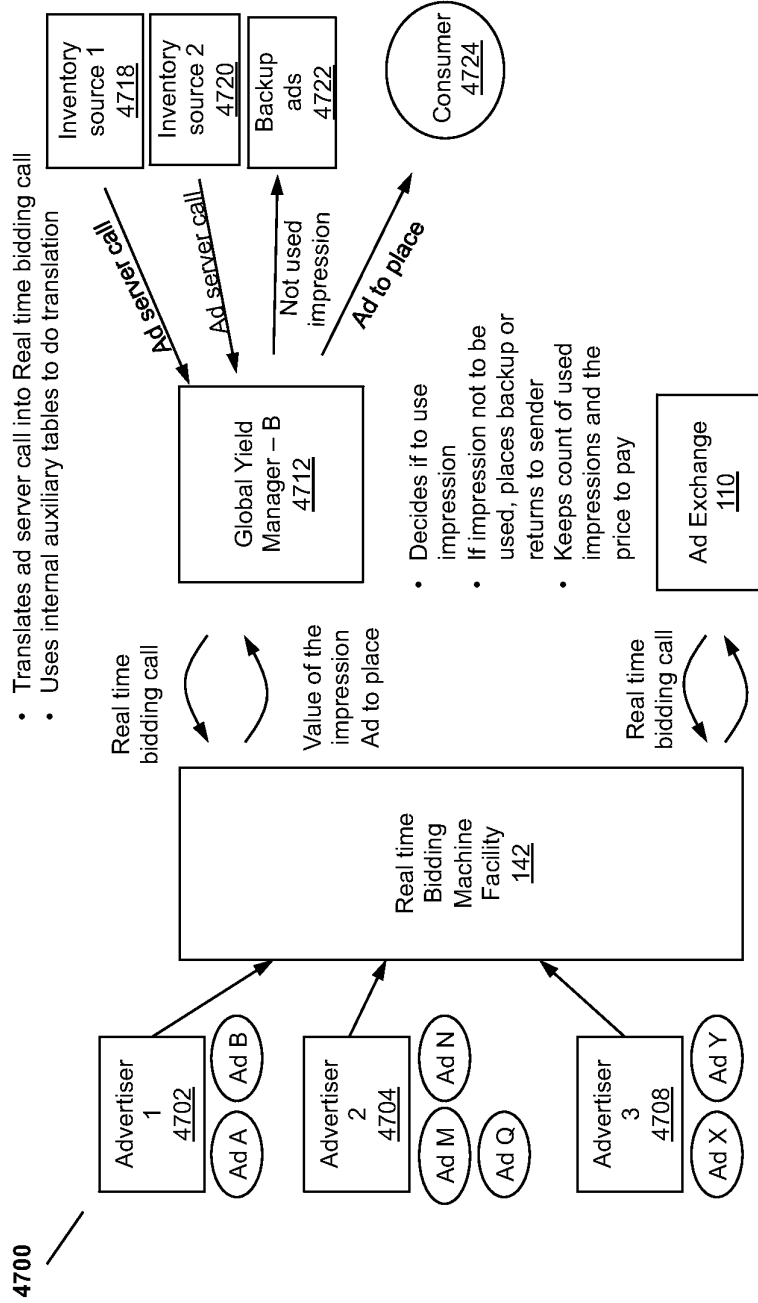 4700
Advertiser
1
4702
Ad A
Ad B
Advertiser
2
4704
Ad M
Ad N
Ad Q
Advertiser
3
4708
Ad X
Ad Y
Real time
Bidding
Machine
Facility
142
• Translates ad server call into Real time bidding call
• Uses internal auxiliary tables to do translation
Real time
bidding call
Value of the
impression
Ad to place
Real time
bidding call
Global Yield
Manager – B
4712
• Decides if to use
impression
• If impression not to be
used, places backup or
returns to sender
• Keeps count of used
impressions and the
price to pay
Ad Exchange
110
Ad server call
Ad server call
Not used
impression
Ad to place
Inventory
source 1
4718
Inventory
source 2
4720
Backup
ads
4722
Consumer
4724